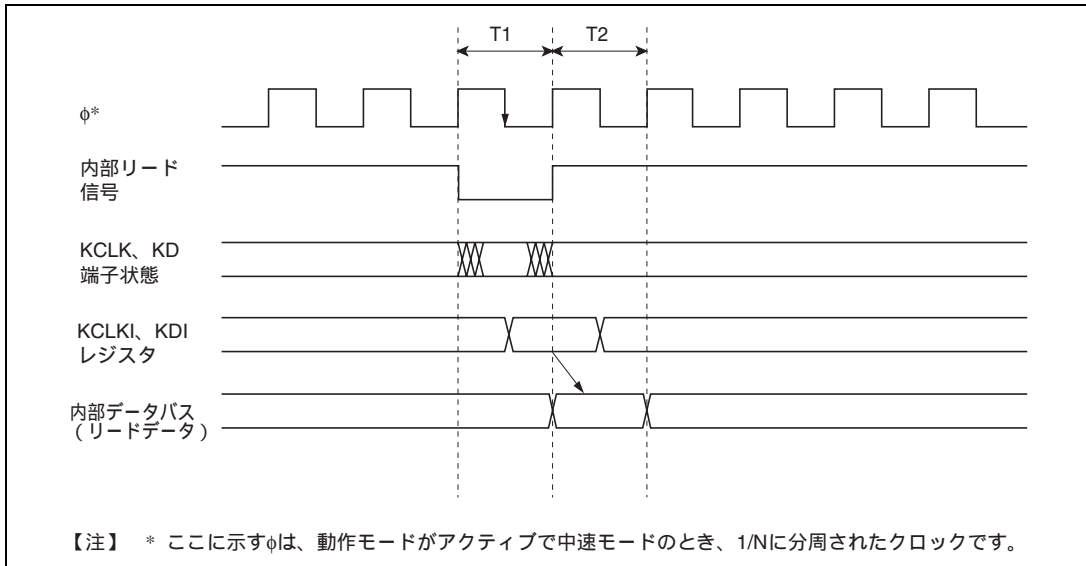 T1 T2
φ*
内部リード
信号
KCLK、KD
端子状態
KCLKI、KDI
レジスタ
内部データバス
（リードデータ）
【注】 * ここに示すφは、動作モードがアクティブで中速モードのとき、1/Nに分周されたクロックです。